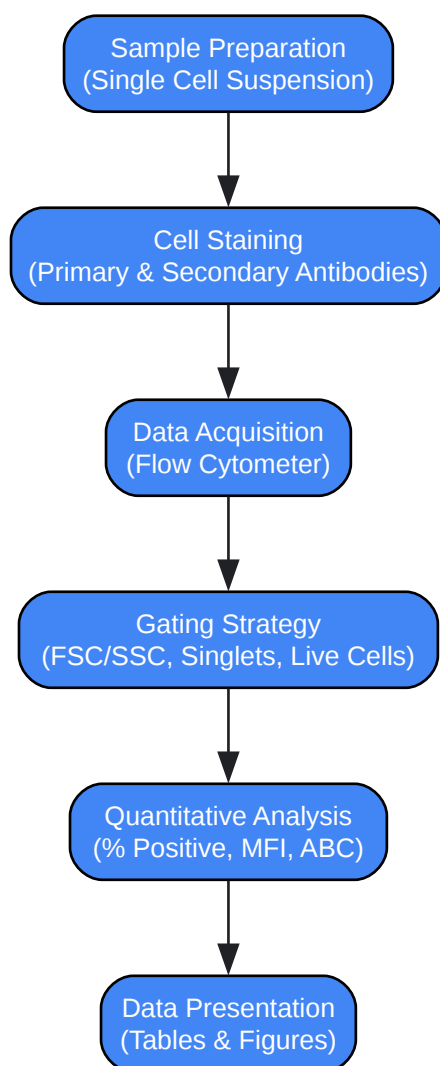 Sample Preparation
(Single Cell Suspension)
Cell Staining
(Primary & Secondary Antibodies)
Data Acquisition
(Flow Cytometer)
Gating Strategy
(FSC/SSC, Singlets, Live Cells)
Quantitative Analysis
(% Positive, MFI, ABC)
Data Presentation
(Tables & Figures)